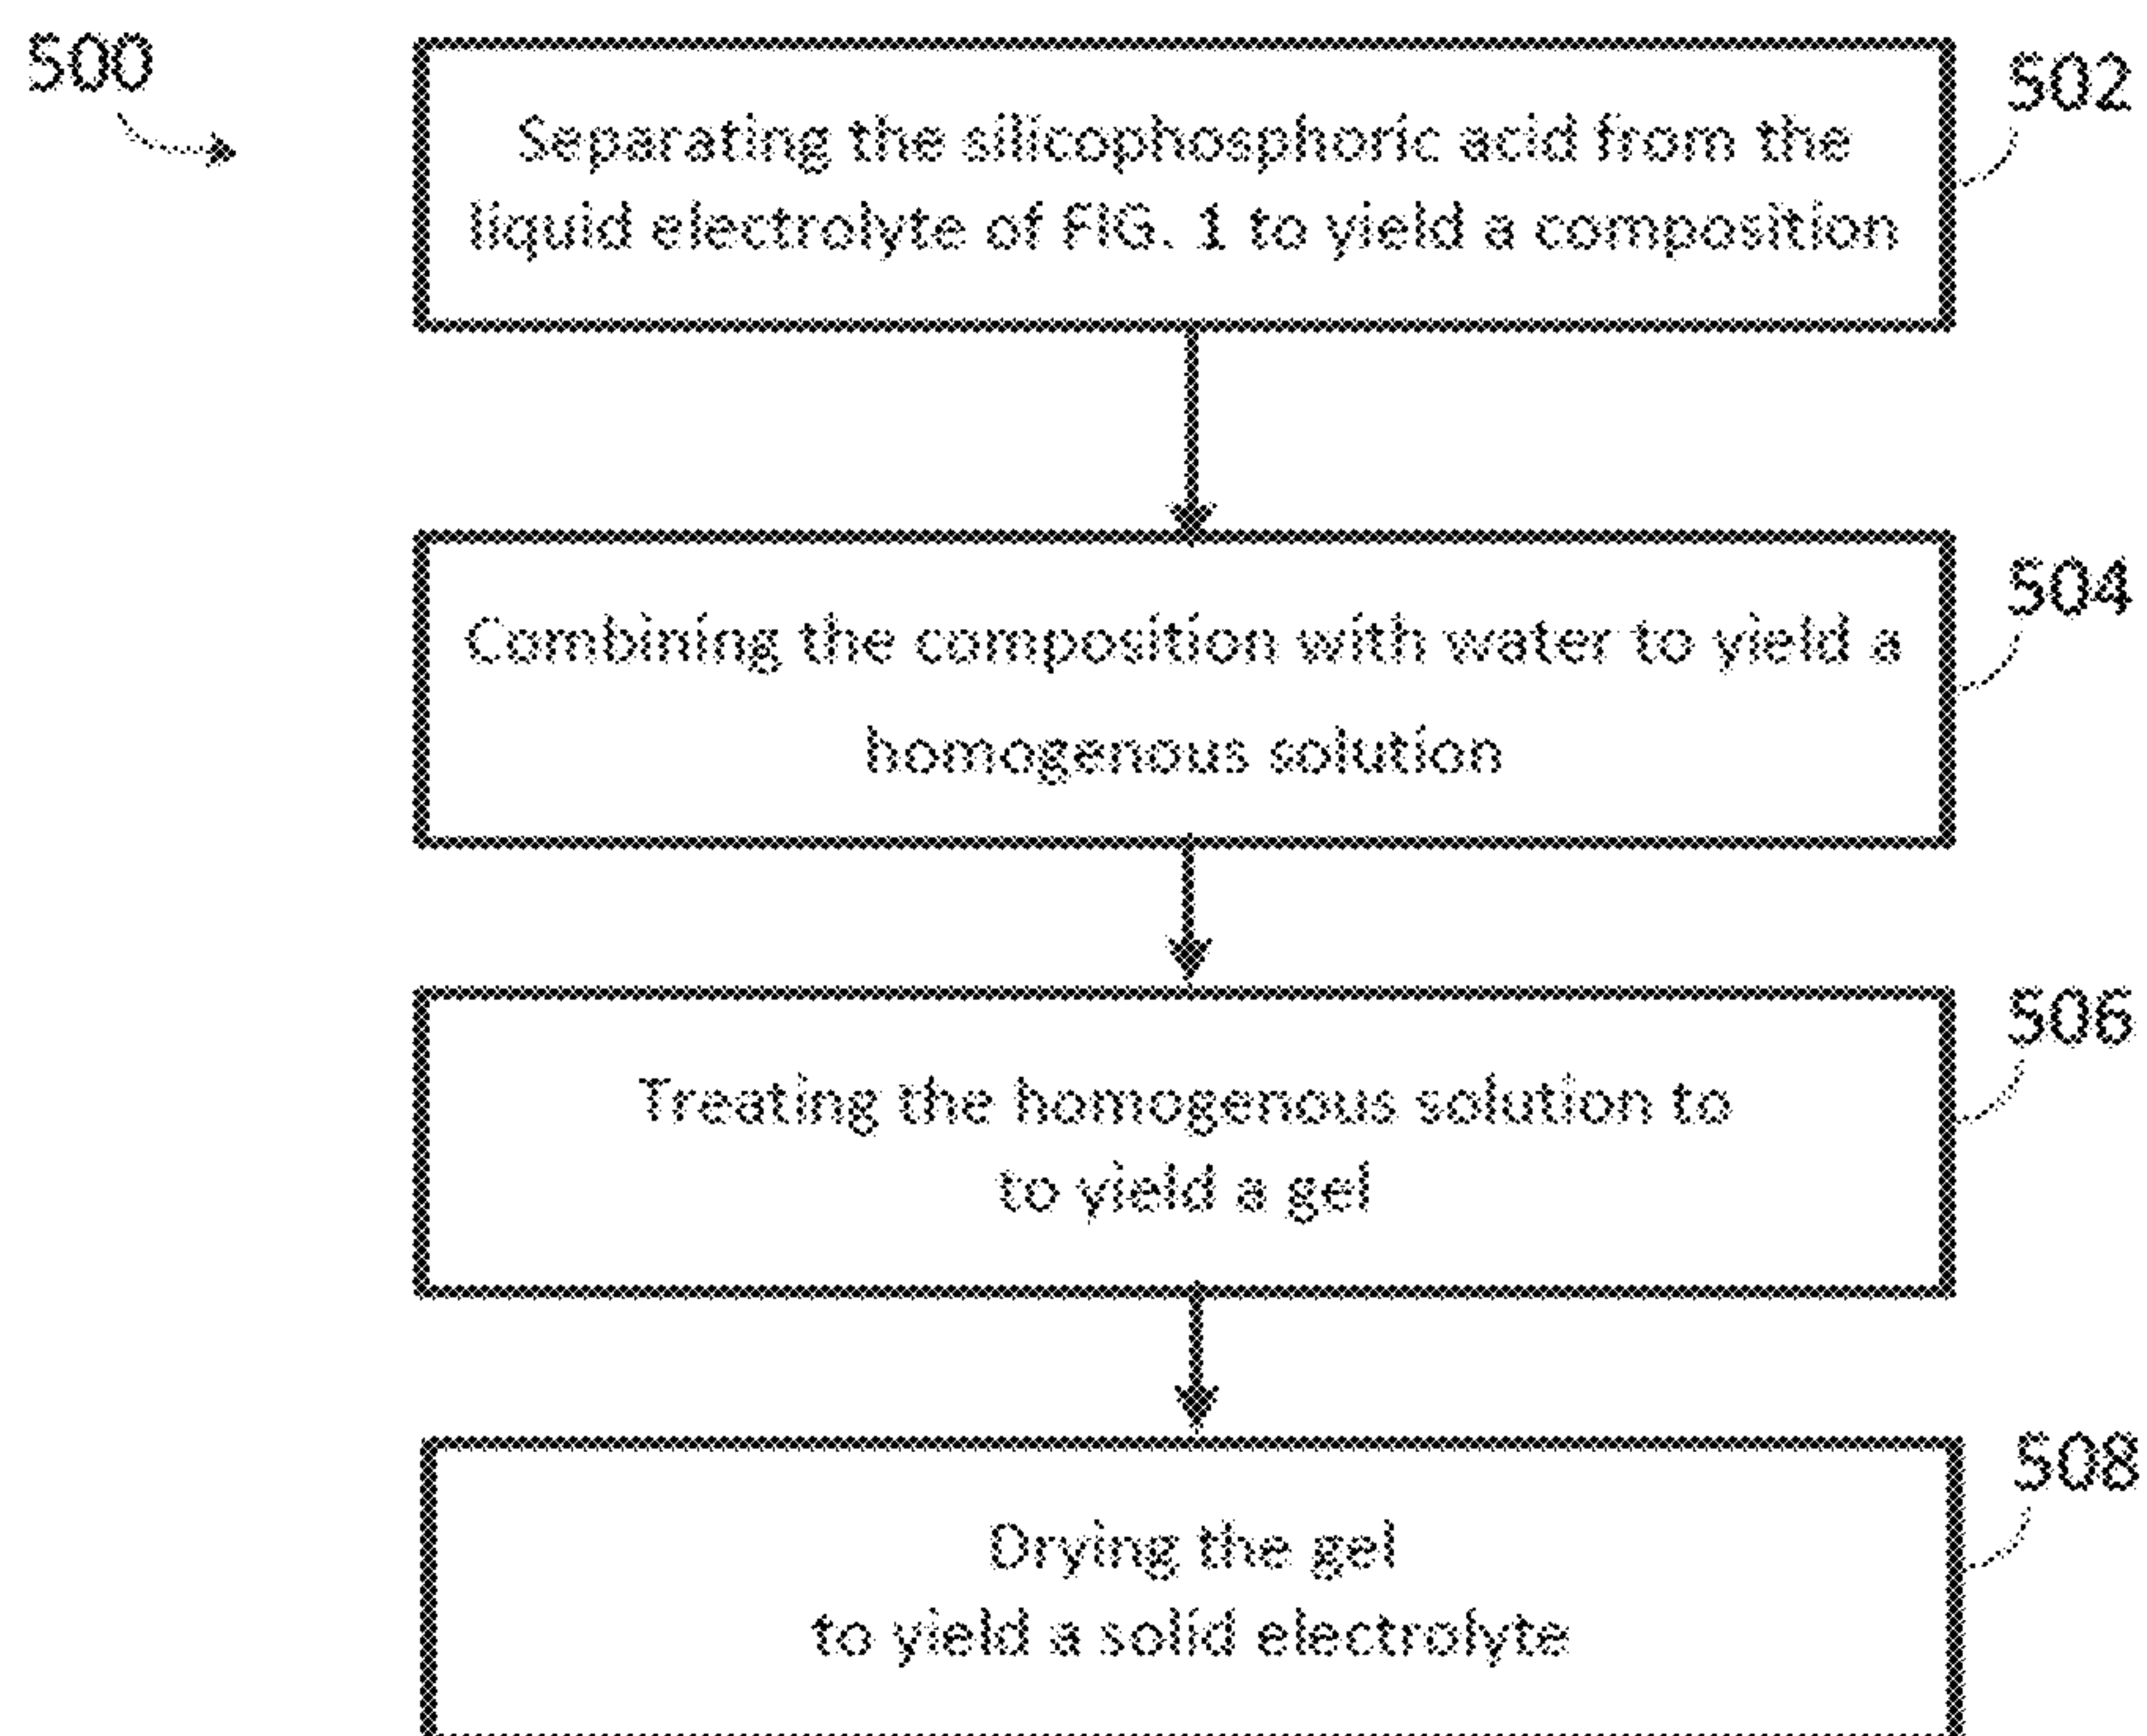 500
502
Separating the silicophosphoric acid from the
liquid electrolyte of FIG. 1 to yield a composition
504
Combining the composition with water to yield a
homogenous solution
506
Treating the homogenous solution to
to yield a gel
508
Drying the gel
to yield a solid electrolyte